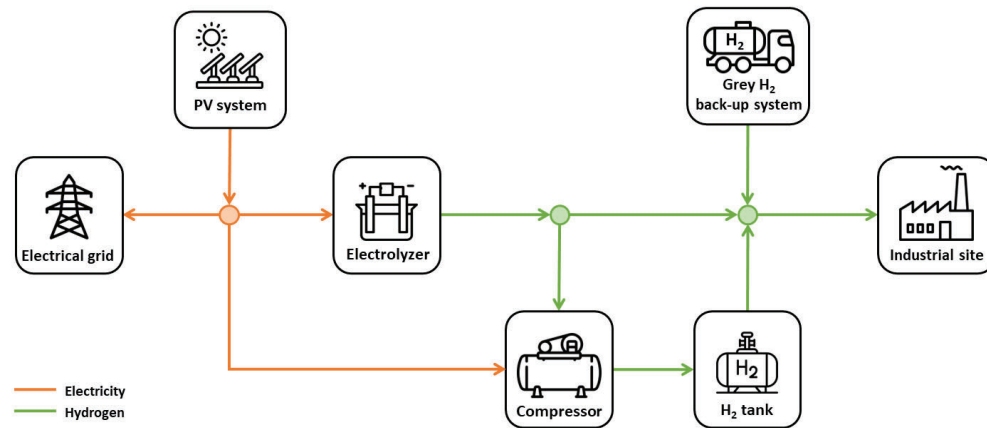 PV system
H₂
Grey H₂
back-up system
Electrical grid
+ −
Electrolyzer
Industrial site
Compressor
H₂
H₂ tank
Electricity
Hydrogen